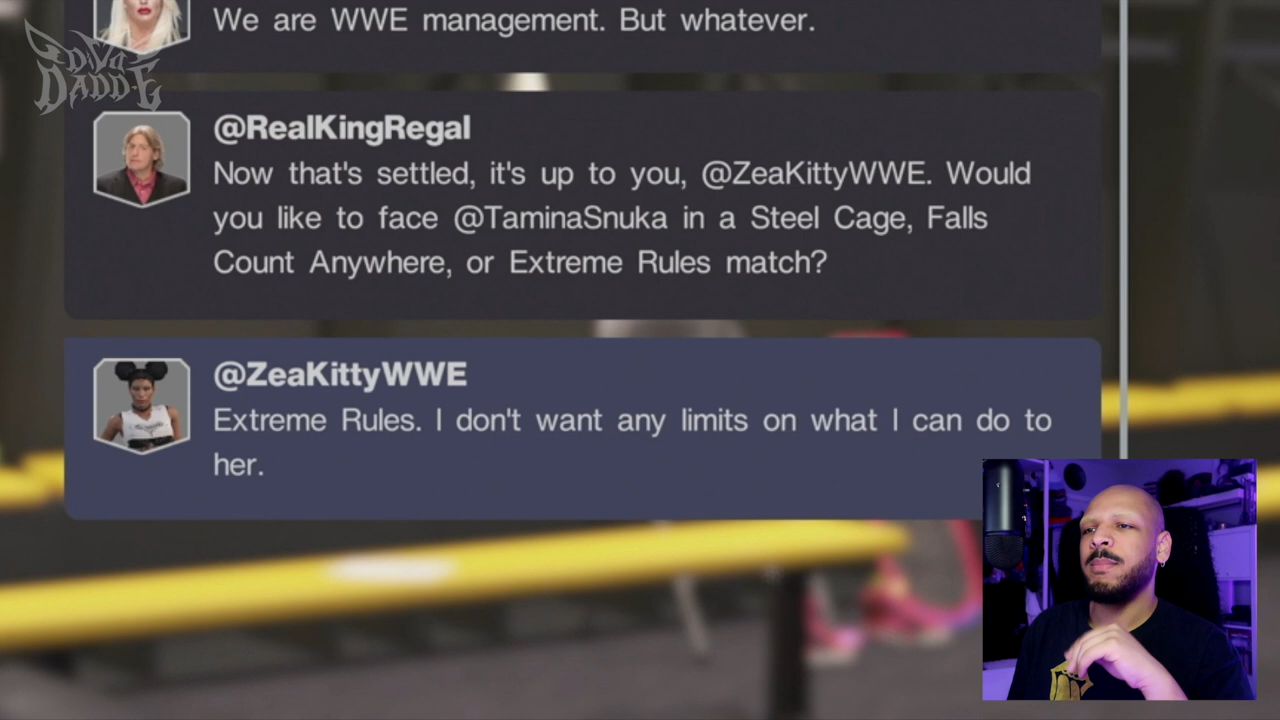 We are WWE management. But whatever.
DIVA
DADD-E
@RealKingRegal
Now that's settled, it's up to you, @ZeaKittyWWE. Would
you like to face @TaminaSnuka in a Steel Cage, Falls
Count Anywhere, or Extreme Rules match?
@ZeaKittyWWE
Extreme Rules. I don't want any limits on what I can do to
her.